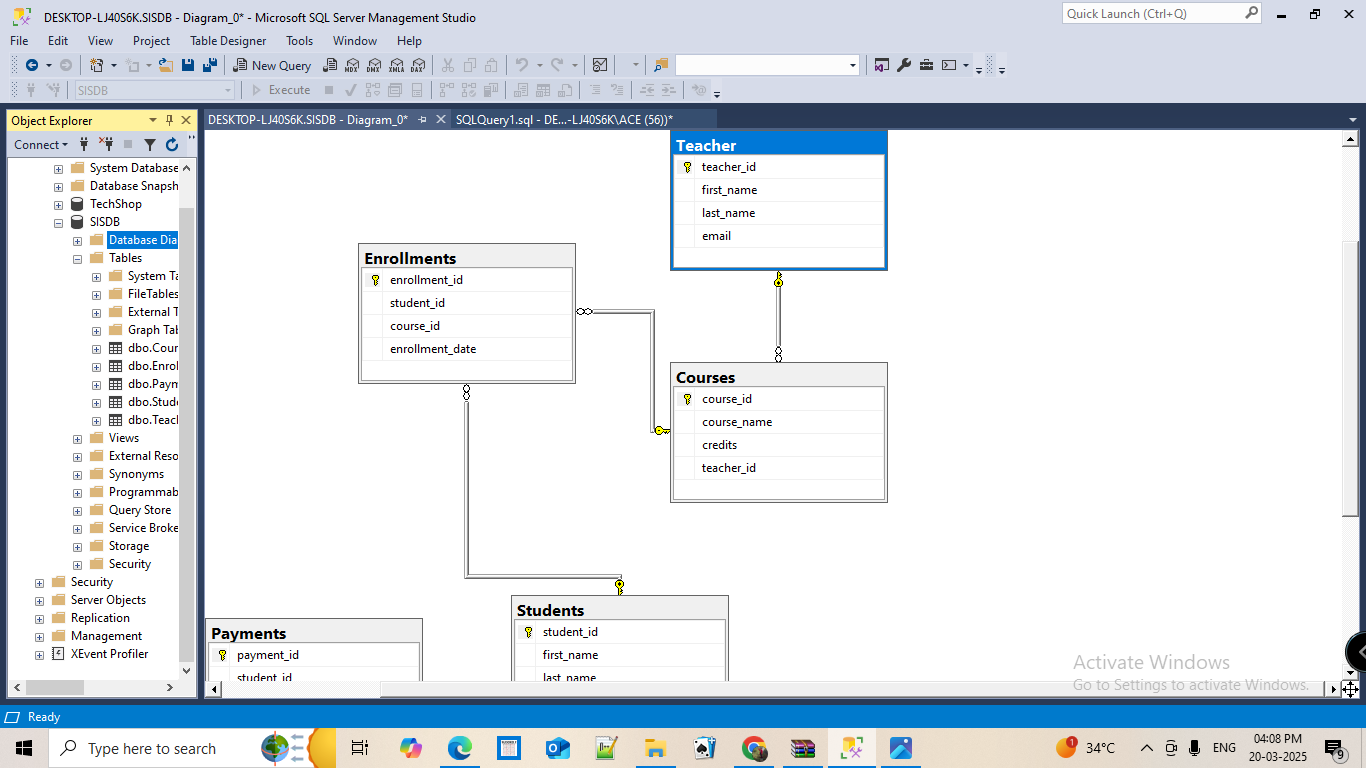 DESKTOP-LJ40S6K.SISDB - Diagram_0* - Microsoft SQL Server Management Studio
Quick Launch (Ctrl+Q)
File Edit View Project Table Designer Tools Window Help
New Query MDX DMX XMLA DAX
SISDB Execute
Object Explorer
DESKTOP-LJ40S6K.SISDB - Diagram_0*
SQLQuery1.sql - DE...-LJ40S6K\ACE (56))*
Connect
System Database
Database Snapsh
TechShop
SISDB
Database Dia
Tables
System Ta
FileTables
External T
Graph Tab
dbo.Cour
dbo.Enrol
dbo.Paym
dbo.Stude
dbo.Teach
Views
External Reso
Synonyms
Programmab
Query Store
Service Broke
Storage
Security
Security
Server Objects
Replication
Management
XEvent Profiler
Teacher
teacher_id
first_name
last_name
email
Enrollments
enrollment_id
student_id
course_id
enrollment_date
Courses
course_id
course_name
credits
teacher_id
Students
student_id
first_name
last_name
Payments
payment_id
student_id
Activate Windows
Go to Settings to activate Windows.
Ready
Type here to search
1
34°C
ENG
04:08 PM
20-03-2025
9